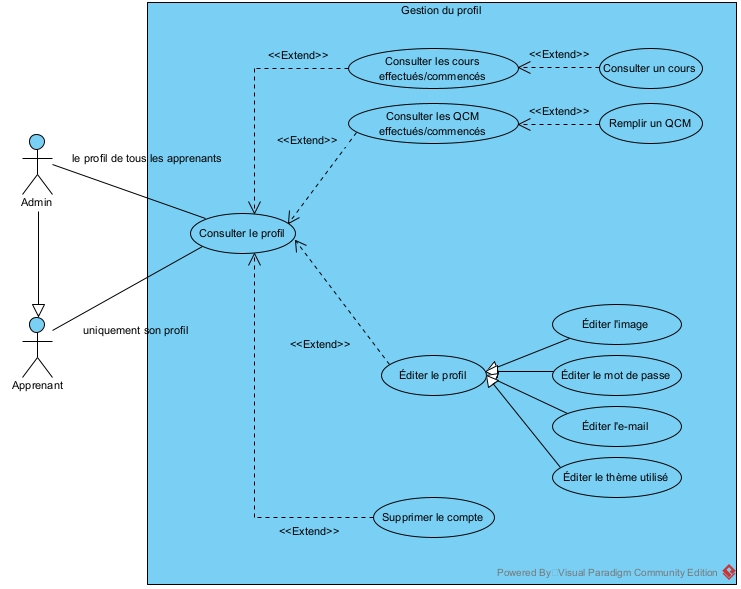 Gestion du profil
<<Extend>>
Consulter les cours
effectués/commencés
<<Extend>>
Consulter un cours
<<Extend>>
Consulter les QCM
effectués/commencés
<<Extend>>
Remplir un QCM
le profil de tous les apprenants
Admin
Consulter le profil
uniquement son profil
Apprenant
<<Extend>>
Éditer le profil
Éditer l'image
Éditer le mot de passe
Éditer l'e-mail
Éditer le thème utilisé
Supprimer le compte
<<Extend>>
Powered By Visual Paradigm Community Edition